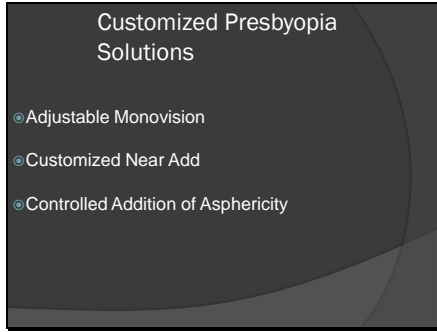 Customized Presbyopia
Solutions
Adjustable Monovision
Customized Near Add
Controlled Addition of Asphericity